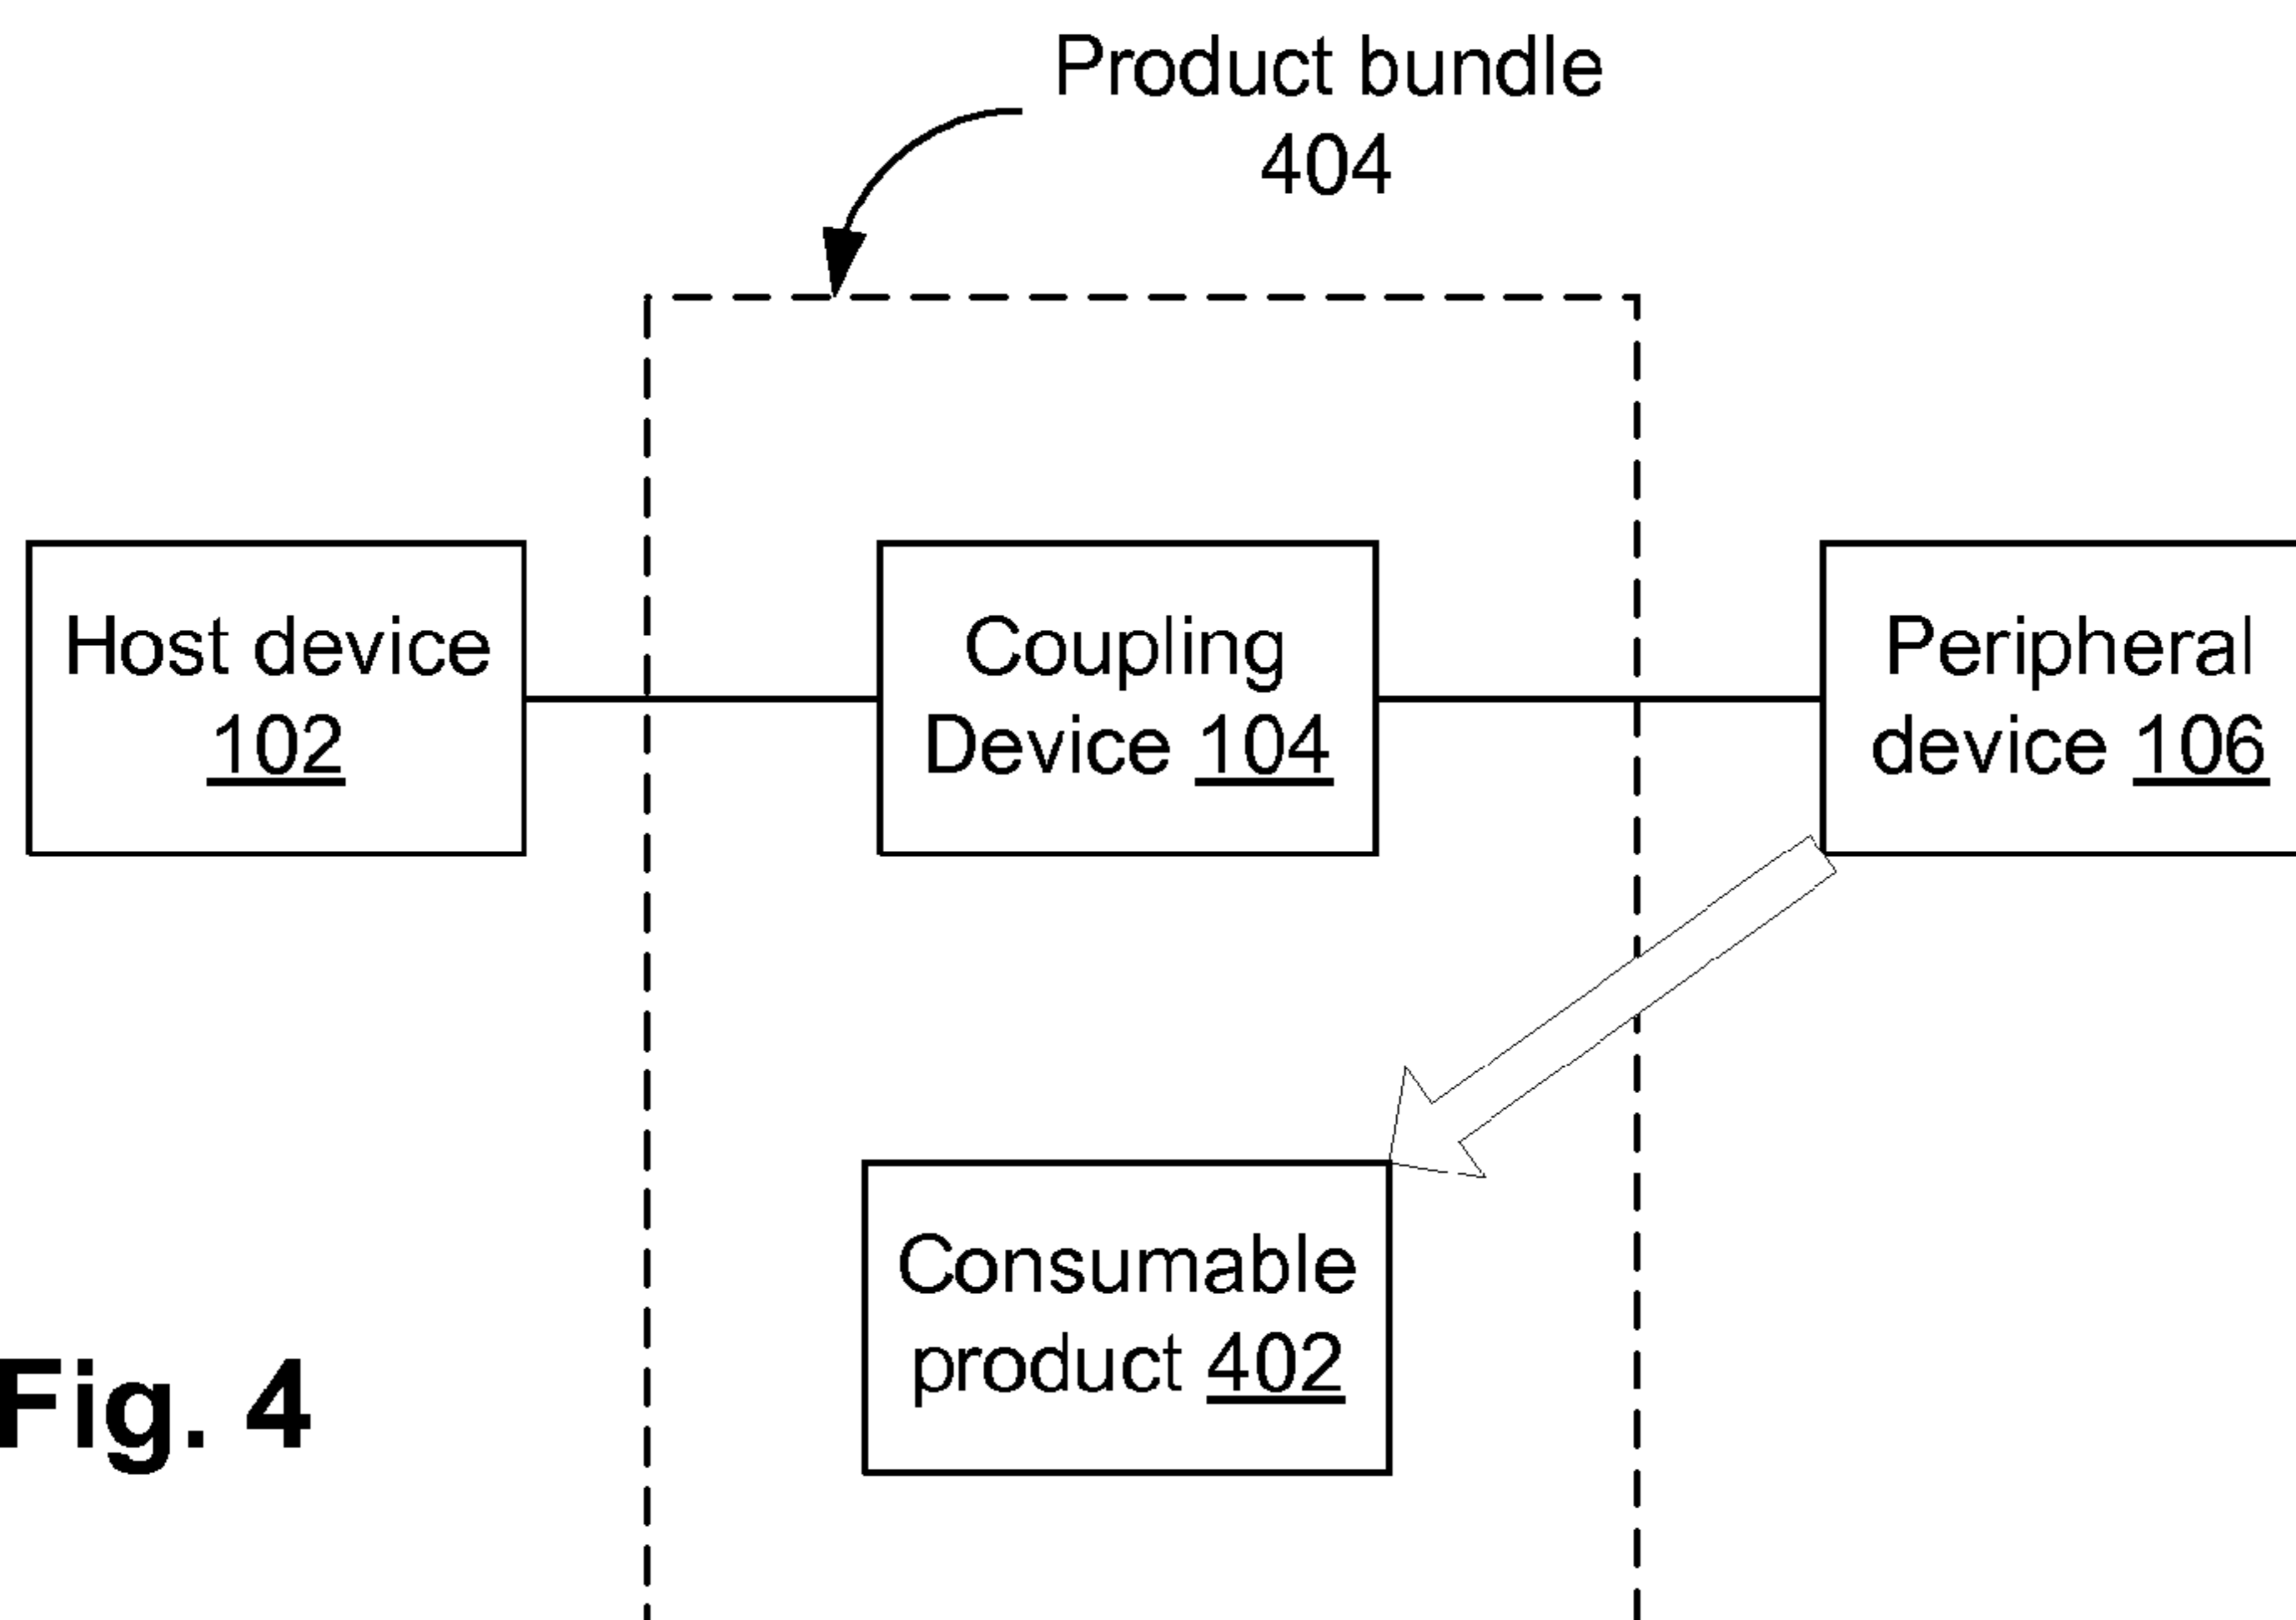 Product bundle
404
Host device
102
Coupling
Device 104
Peripheral
device 106
Consumable
product 402
Fig. 4